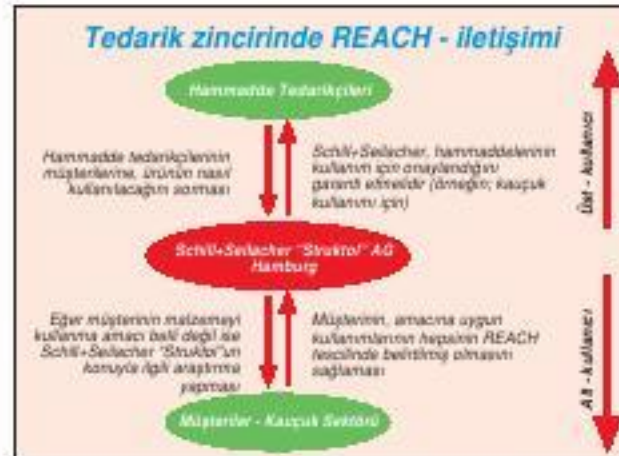 Tedarik zincirinde REACH - iletişimi
Hammadde Tedarikçileri
Hammadde tedarikçilerinin
müşterilerine, ürünün nasıl
kullanılacağını sorması
Schill+Seilacher, hammaddelerinin
kullanım için onaylandığını
garanti etmelidir (örneğin; kauçuk
kullanımı için)
Schill+Seilacher "Struktol" AG
Hamburg
Eğer müşterinin malzemeyi
kullanma amacı belli değil ise
Schill+Seilacher "Struktol"un
konuyla ilgili araştırma
yapması
Müşterinin, amacına uygun
kullanımlarının hepsinin REACH
tescilinde belirtilmiş olmasını
sağlaması
Müşteriler - Kauçuk Sektörü
Üst - kullanıcı
Alt - kullanıcı